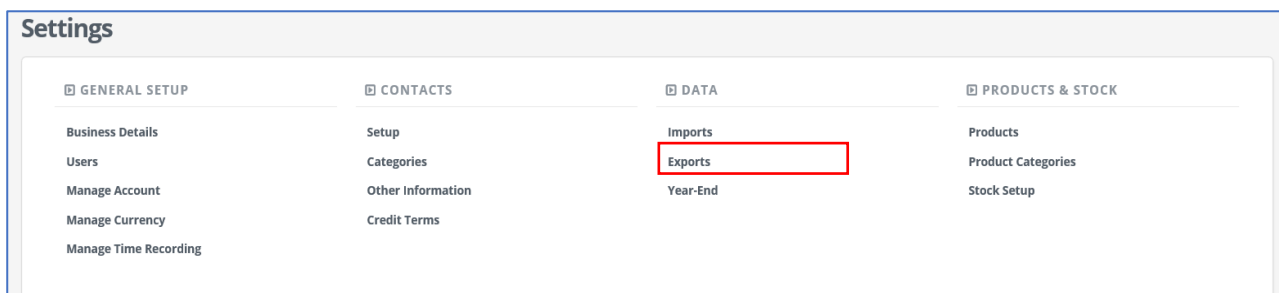 Settings
GENERAL SETUP
Business Details
Users
Manage Account
Manage Currency
Manage Time Recording
CONTACTS
Setup
Categories
Other Information
Credit Terms
DATA
Imports
Exports
Year-End
PRODUCTS & STOCK
Products
Product Categories
Stock Setup